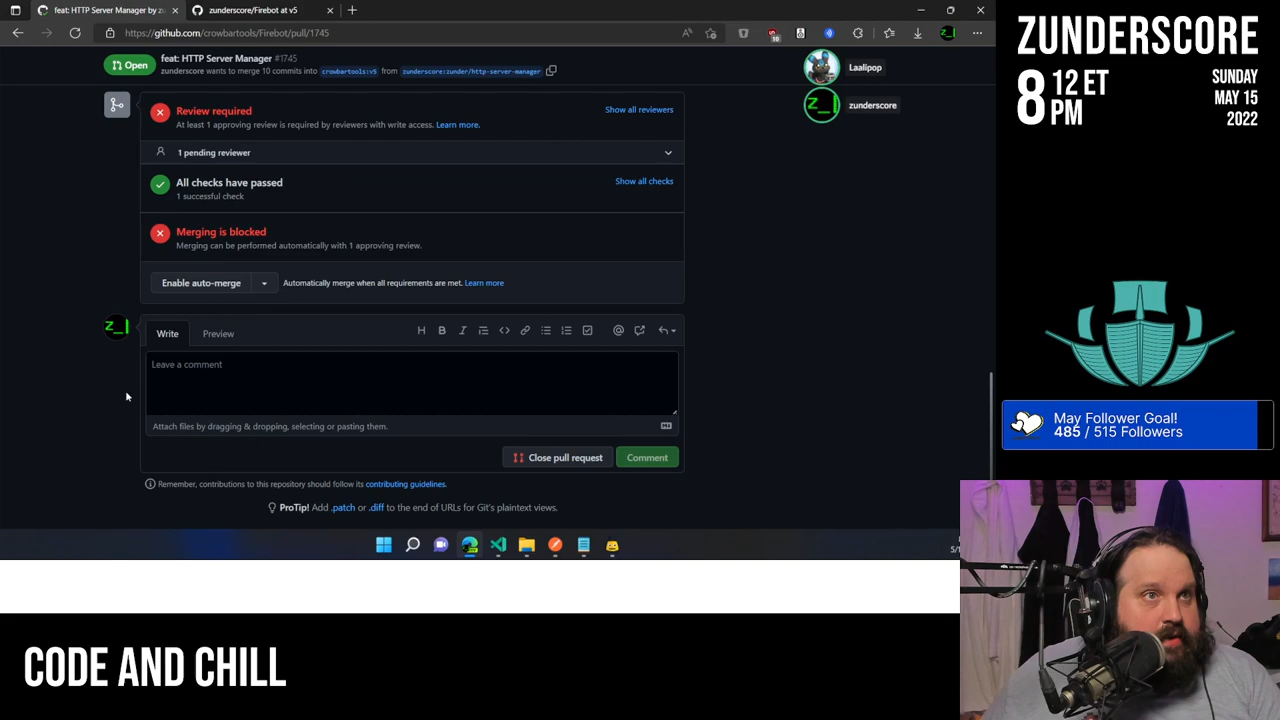 feat: HTTP Server Manager by z
zunderscore/Firebot at v5
https://github.com/crowbartools/Firebot/pull/1745
Open
feat: HTTP Server Manager #1745
zunderscore wants to merge 10 commits into crowbartools:v5 from zunderscore:zunder/http-server-manager
Laalipop
zunderscore
Review required
Show all reviewers
At least 1 approving review is required by reviewers with write access. Learn more.
1 pending reviewer
All checks have passed
Show all checks
1 successful check
Merging is blocked
Merging can be performed automatically with 1 approving review.
Enable auto-merge
Automatically merge when all requirements are met. Learn more
Write
Preview
Leave a comment
Attach files by dragging & dropping, selecting or pasting them.
Close pull request
Comment
Remember, contributions to this repository should follow its contributing guidelines.
ProTip! Add .patch or .diff to the end of URLs for Git's plaintext views.
ZUNDERSCORE
8 12 ET PM
SUNDAY
MAY 15
2022
May Follower Goal!
485 / 515 Followers
CODE AND CHILL